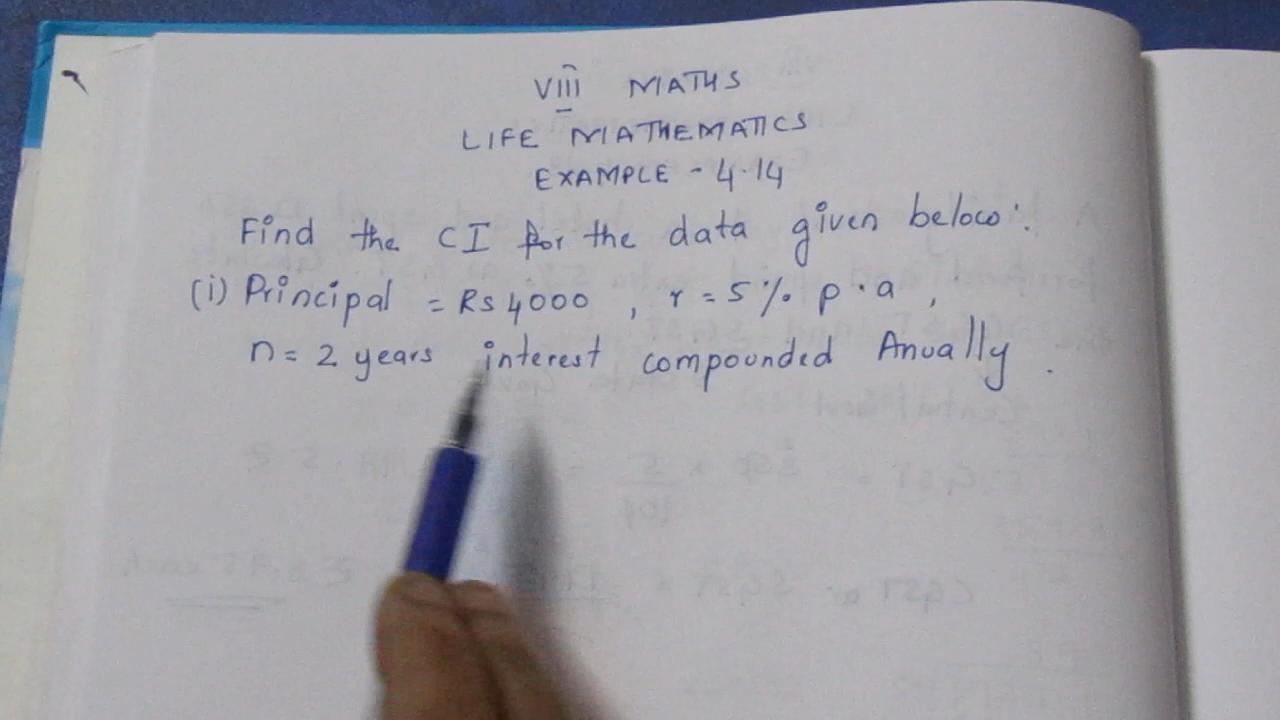 VIII MATHS
LIFE MATHEMATICS
EXAMPLE - 4.14
Find the CI for the data given below:
(i) Principal = Rs 4000 , r = 5% p.a ,
n = 2 years interest compounded Anually .